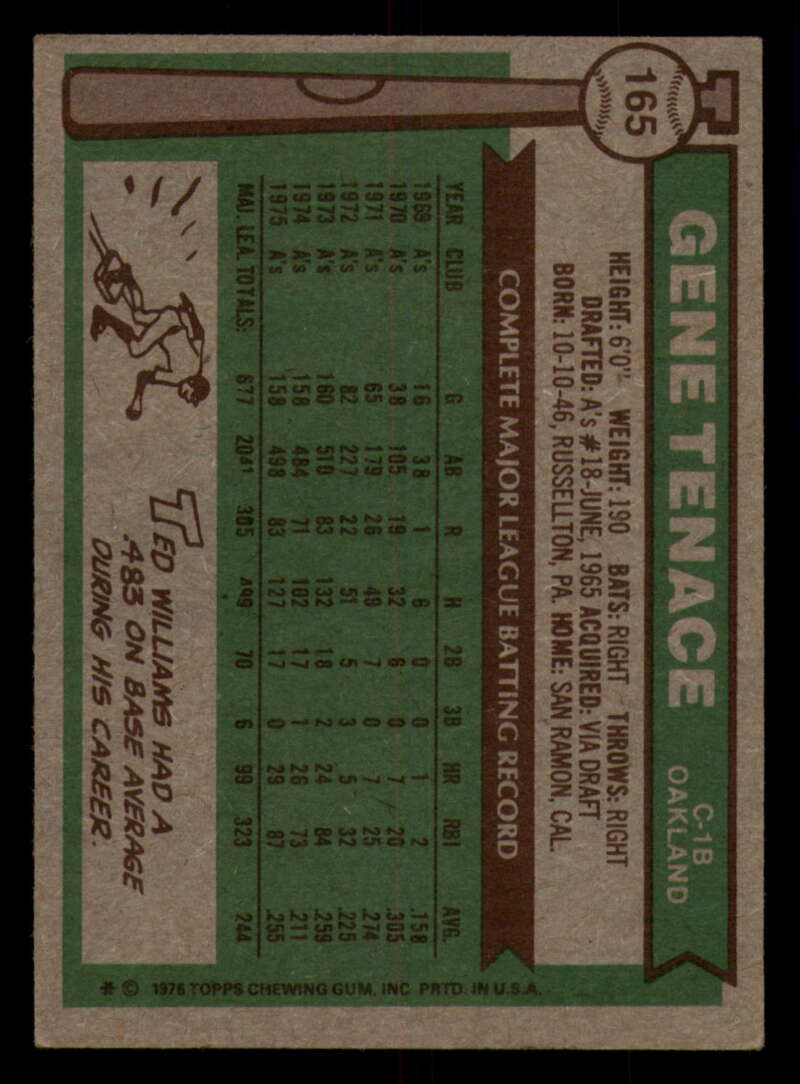 165
GENE TENACE
C-1B
OAKLAND
HEIGHT: 6'0" WEIGHT: 190 BATS: RIGHT THROWS: RIGHT
DRAFTED: A's #18-JUNE, 1965 ACQUIRED: VIA DRAFT
BORN: 10-10-46, RUSSELLTON, PA. HOME: SAN RAMON, CAL.
COMPLETE MAJOR LEAGUE BATTING RECORD
YEAR CLUB G AB R H 2B 3B HR RBI AVG.
1969 A's 16 38 1 6 0 0 1 2 .158
1970 A's 38 105 19 32 6 0 7 20 .305
1971 A's 65 179 26 49 7 0 7 25 .274
1972 A's 82 227 22 51 5 3 5 32 .225
1973 A's 160 510 83 132 18 2 24 84 .259
1974 A's 158 484 71 102 17 1 26 73 .211
1975 A's 158 498 83 127 17 0 29 87 .255
MAJ. LEA. TOTALS: 677 2041 305 499 70 6 99 323 .244
TED WILLIAMS HAD A
.483 ON BASE AVERAGE
DURING HIS CAREER.
* © 1976 TOPPS CHEWING GUM, INC. PRTD. IN U.S.A.